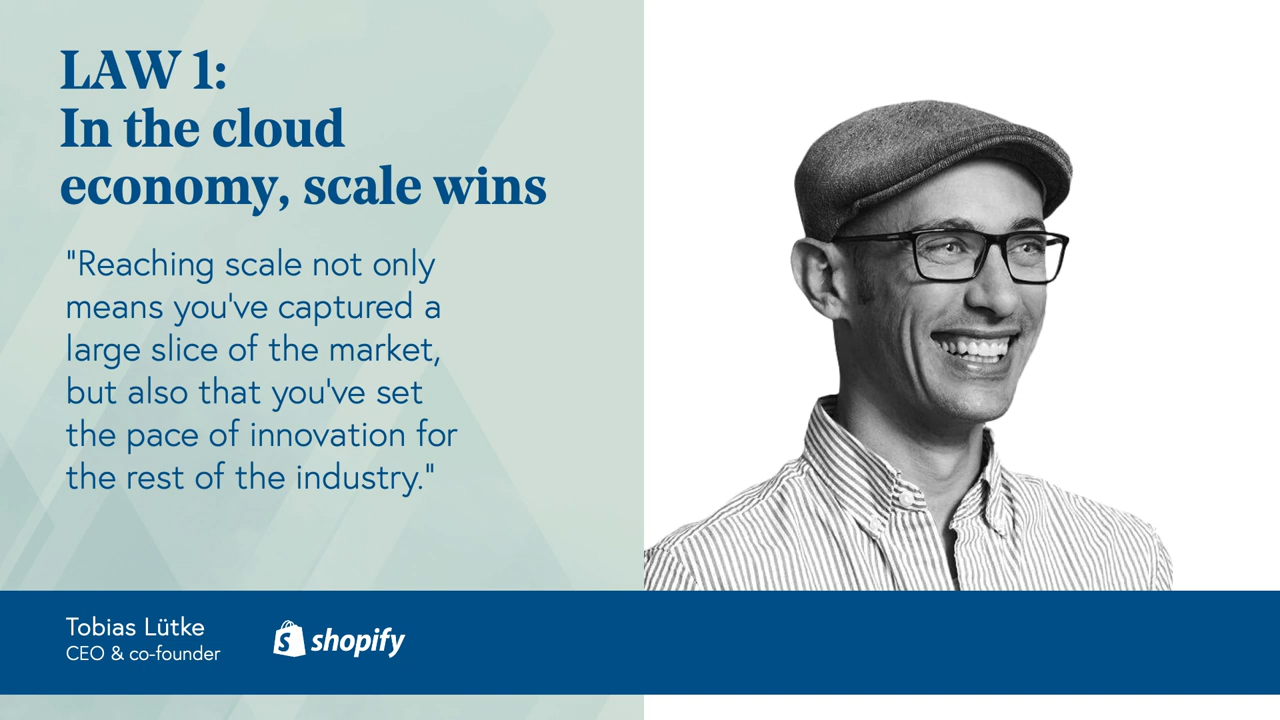 LAW 1:
In the cloud
economy, scale wins
"Reaching scale not only
means you've captured a
large slice of the market,
but also that you've set
the pace of innovation for
the rest of the industry."
Tobias Lütke
CEO & co-founder
shopify